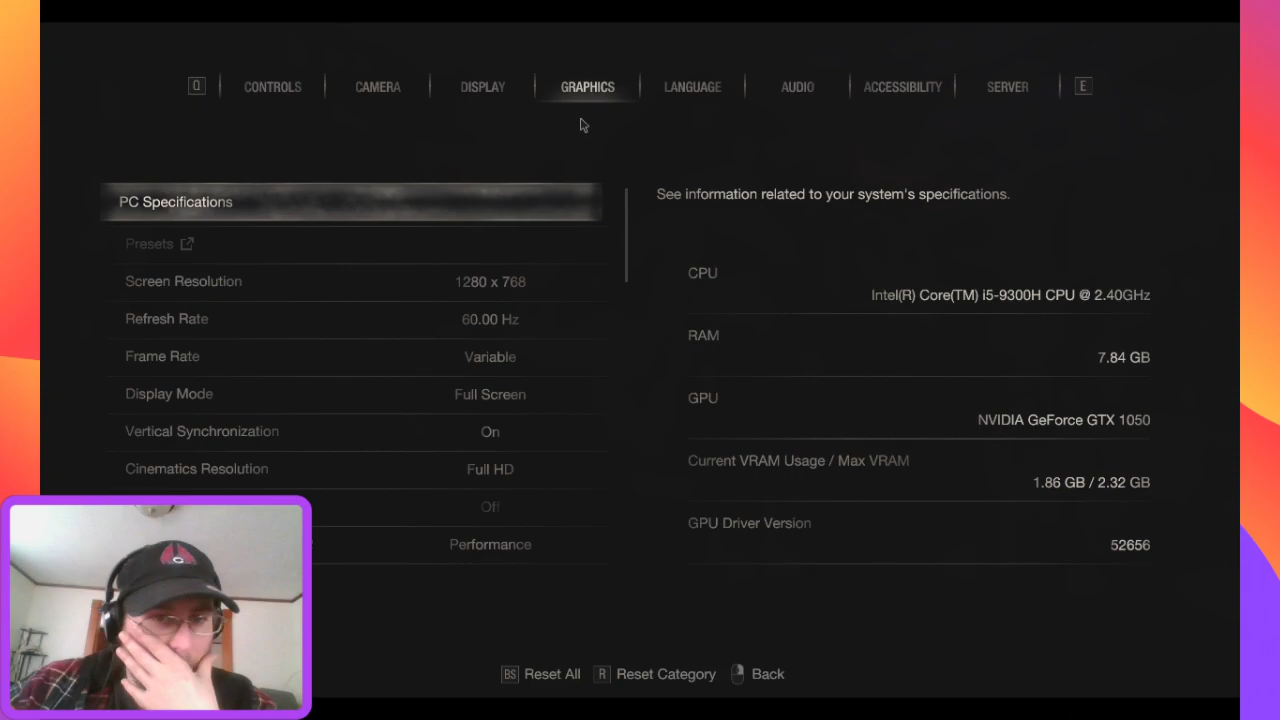 Q CONTROLS CAMERA DISPLAY GRAPHICS LANGUAGE AUDIO ACCESSIBILITY SERVER E
PC Specifications
Presets
Screen Resolution 1280 x 768
Refresh Rate 60.00 Hz
Frame Rate Variable
Display Mode Full Screen
Vertical Synchronization On
Cinematics Resolution Full HD
Off
Performance
See information related to your system's specifications.
CPU
Intel(R) Core(TM) i5-9300H CPU @ 2.40GHz
RAM
7.84 GB
GPU
NVIDIA GeForce GTX 1050
Current VRAM Usage / Max VRAM
1.86 GB / 2.32 GB
GPU Driver Version
52656
BS Reset All R Reset Category Back
C